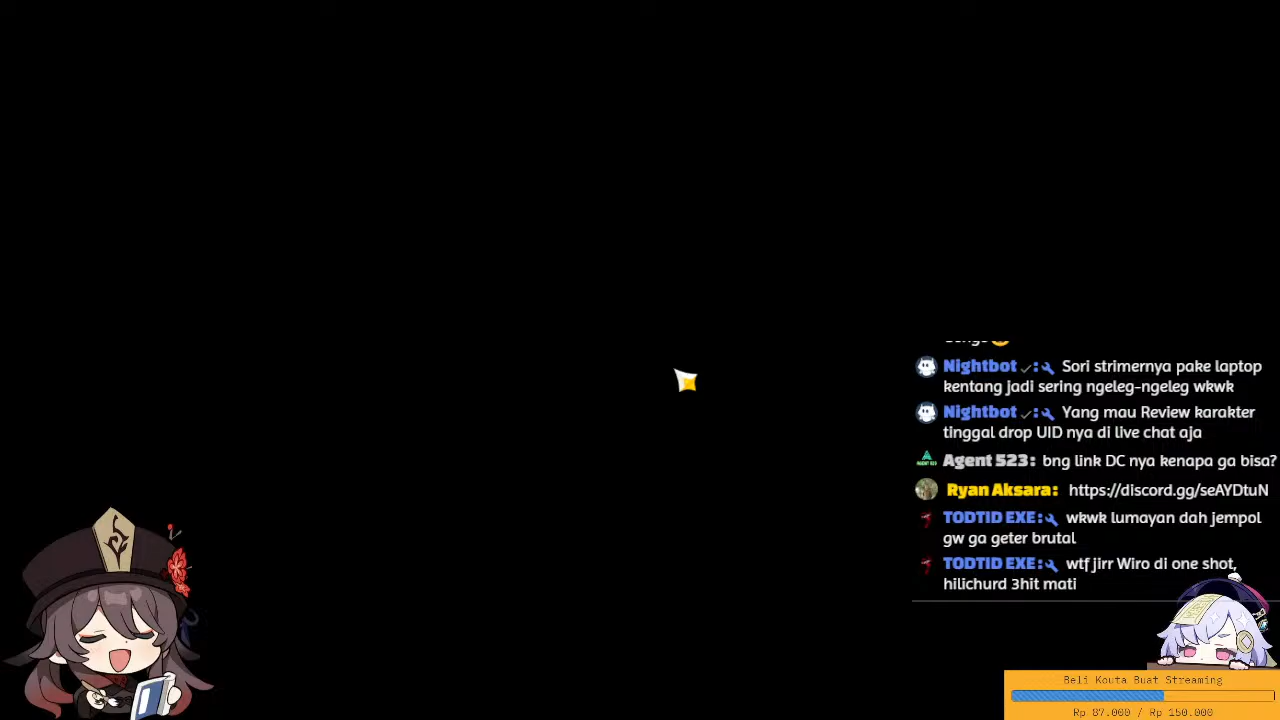 Nightbot : Sori strimernya pake laptop
kentang jadi sering ngeleg-ngeleg wkwk
Nightbot : Yang mau Review karakter
tinggal drop UID nya di live chat aja
Agent 523: bng link DC nya kenapa ga bisa?
Ryan Aksara: https://discord.gg/seAYDtuN
TODTID EXE: wkwk lumayan dah jempol
gw ga geter brutal
TODTID EXE: wtf jirr Wiro di one shot,
hilichurd 3hit mati
Beli Kouta Buat Streaming
Rp 87.000 / Rp 150.000